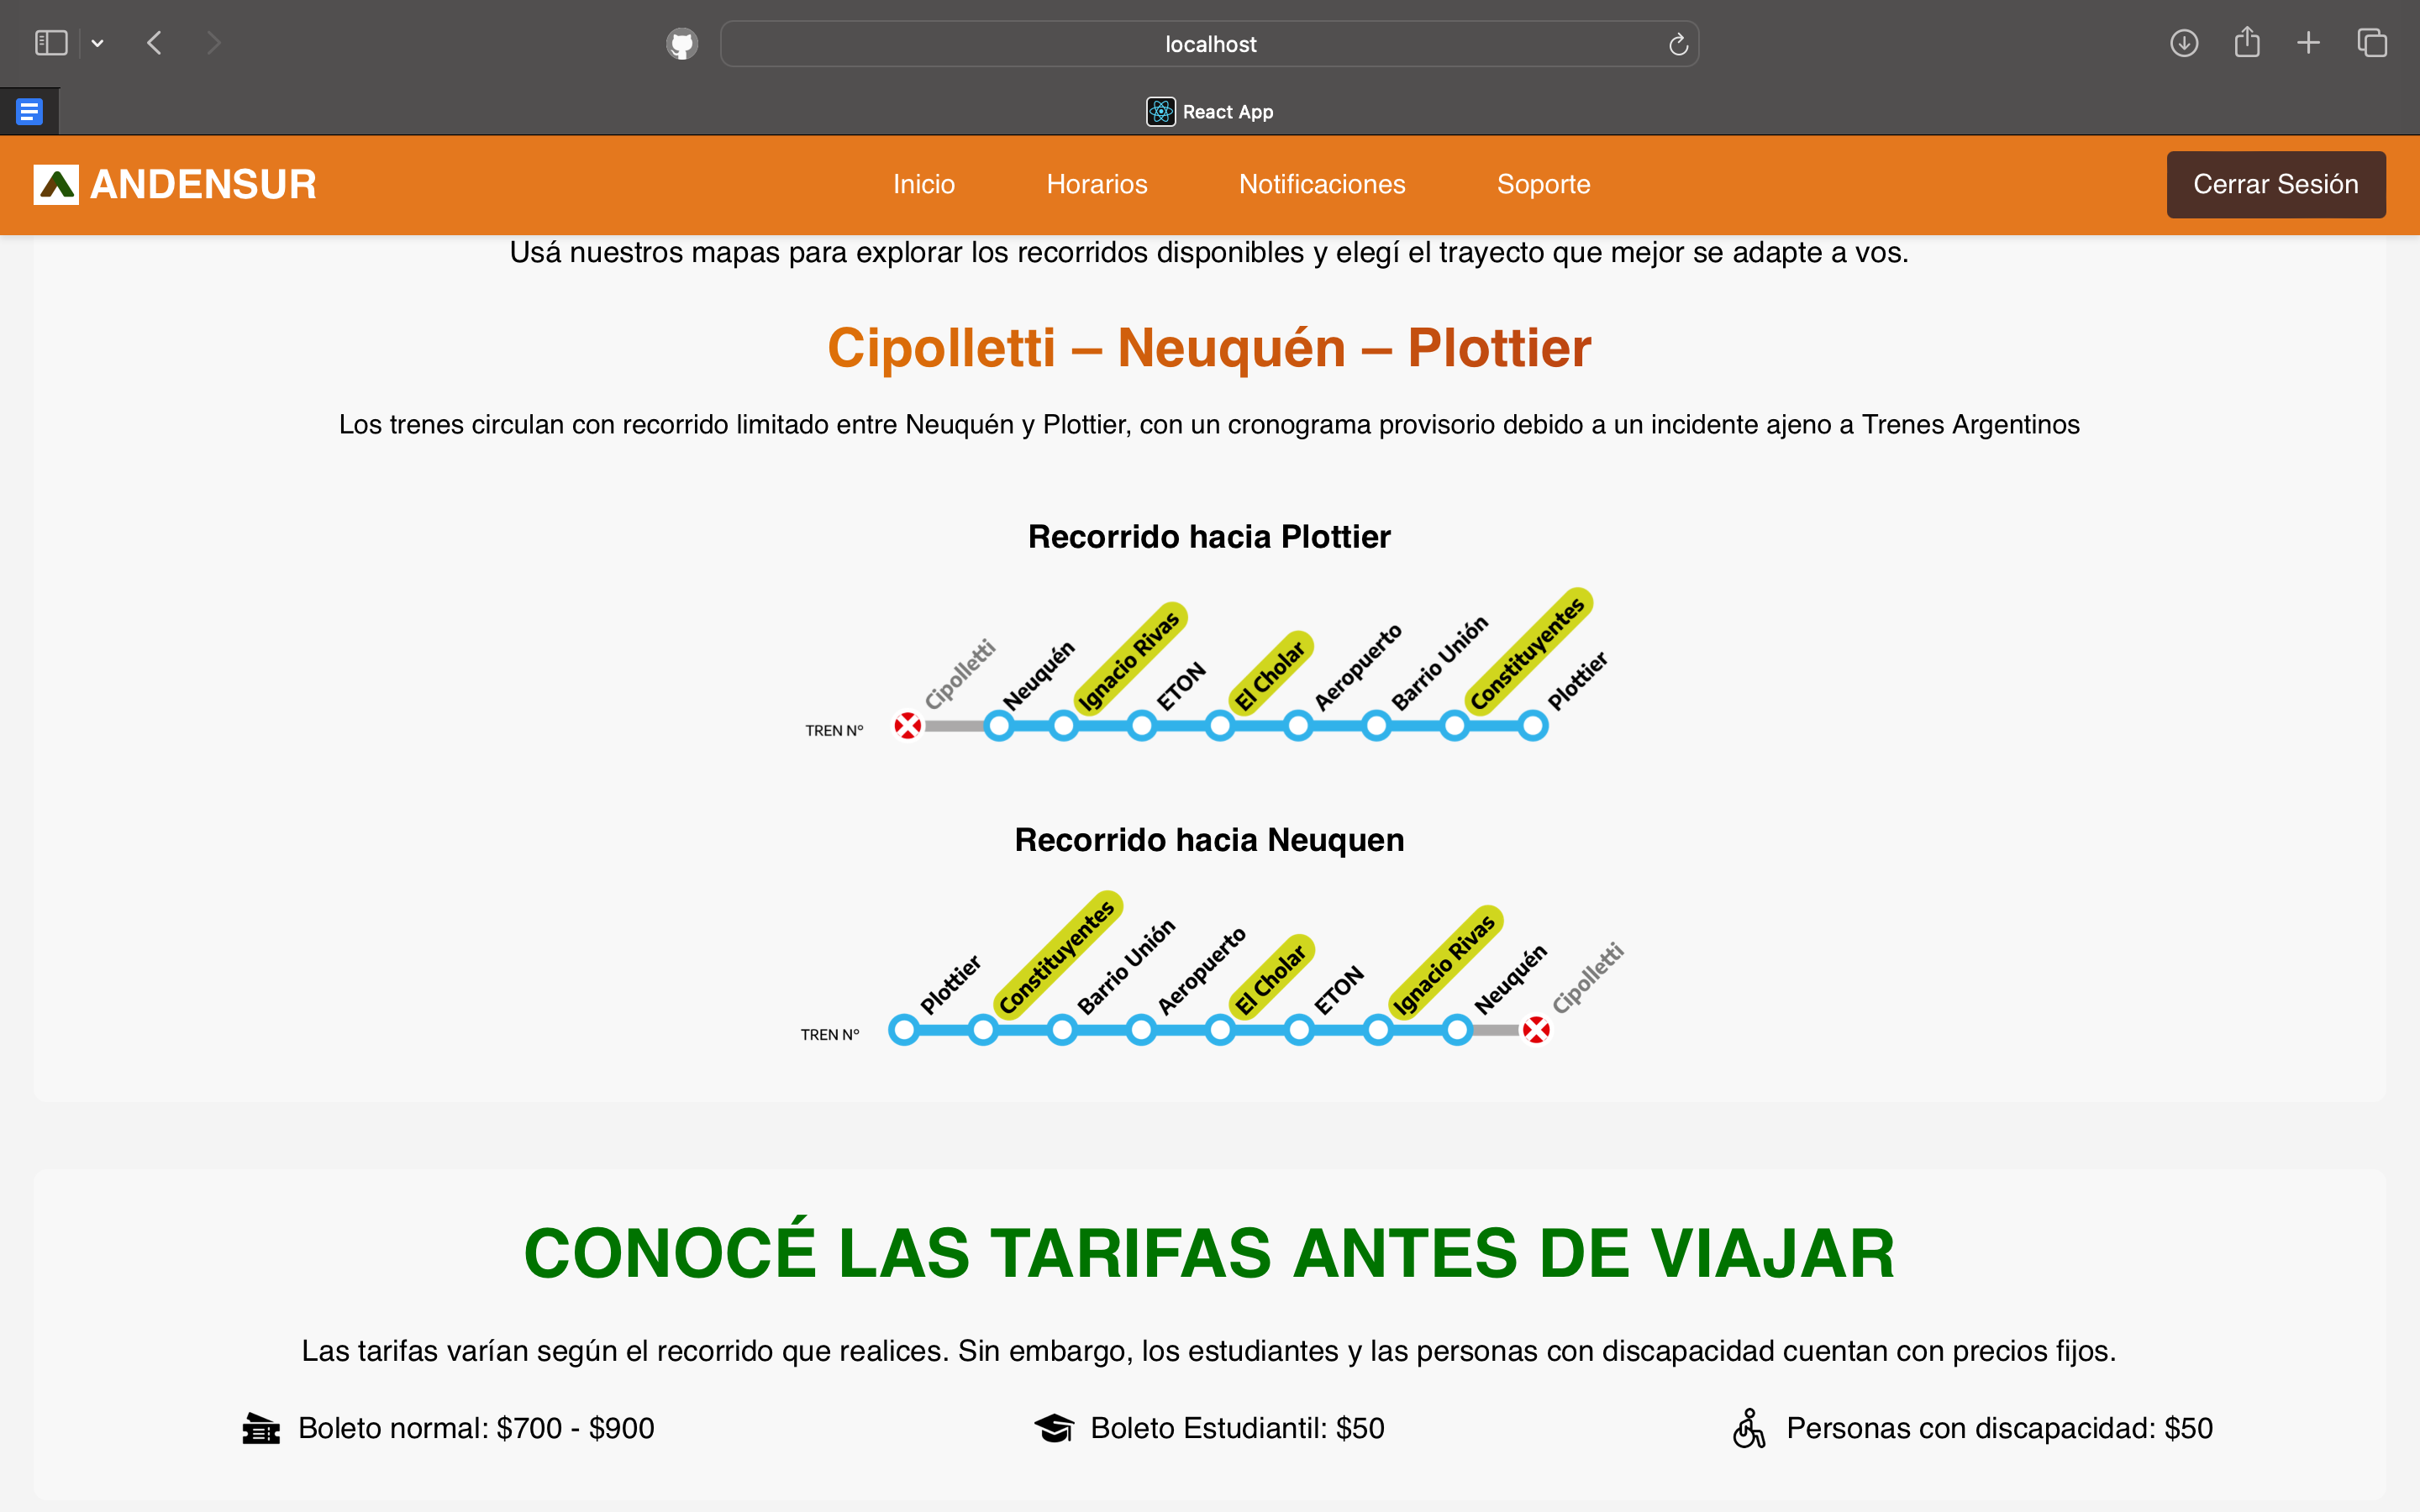 localhost
React App
ANDENSUR
Inicio
Horarios
Notificaciones
Soporte
Cerrar Sesión
Usá nuestros mapas para explorar los recorridos disponibles y elegí el trayecto que mejor se adapte a vos.
Cipolletti – Neuquén – Plottier
Los trenes circulan con recorrido limitado entre Neuquén y Plottier, con un cronograma provisorio debido a un incidente ajeno a Trenes Argentinos
Recorrido hacia Plottier
TREN Nº
Cipolletti
Neuquén
Ignacio Rivas
ETON
El Cholar
Aeropuerto
Barrio Unión
Constituyentes
Plottier
Recorrido hacia Neuquen
TREN Nº
Plottier
Constituyentes
Barrio Unión
Aeropuerto
El Cholar
ETON
Ignacio Rivas
Neuquén
Cipolletti
CONOCÉ LAS TARIFAS ANTES DE VIAJAR
Las tarifas varían según el recorrido que realices. Sin embargo, los estudiantes y las personas con discapacidad cuentan con precios fijos.
Boleto normal: $700 - $900
Boleto Estudiantil: $50
Personas con discapacidad: $50